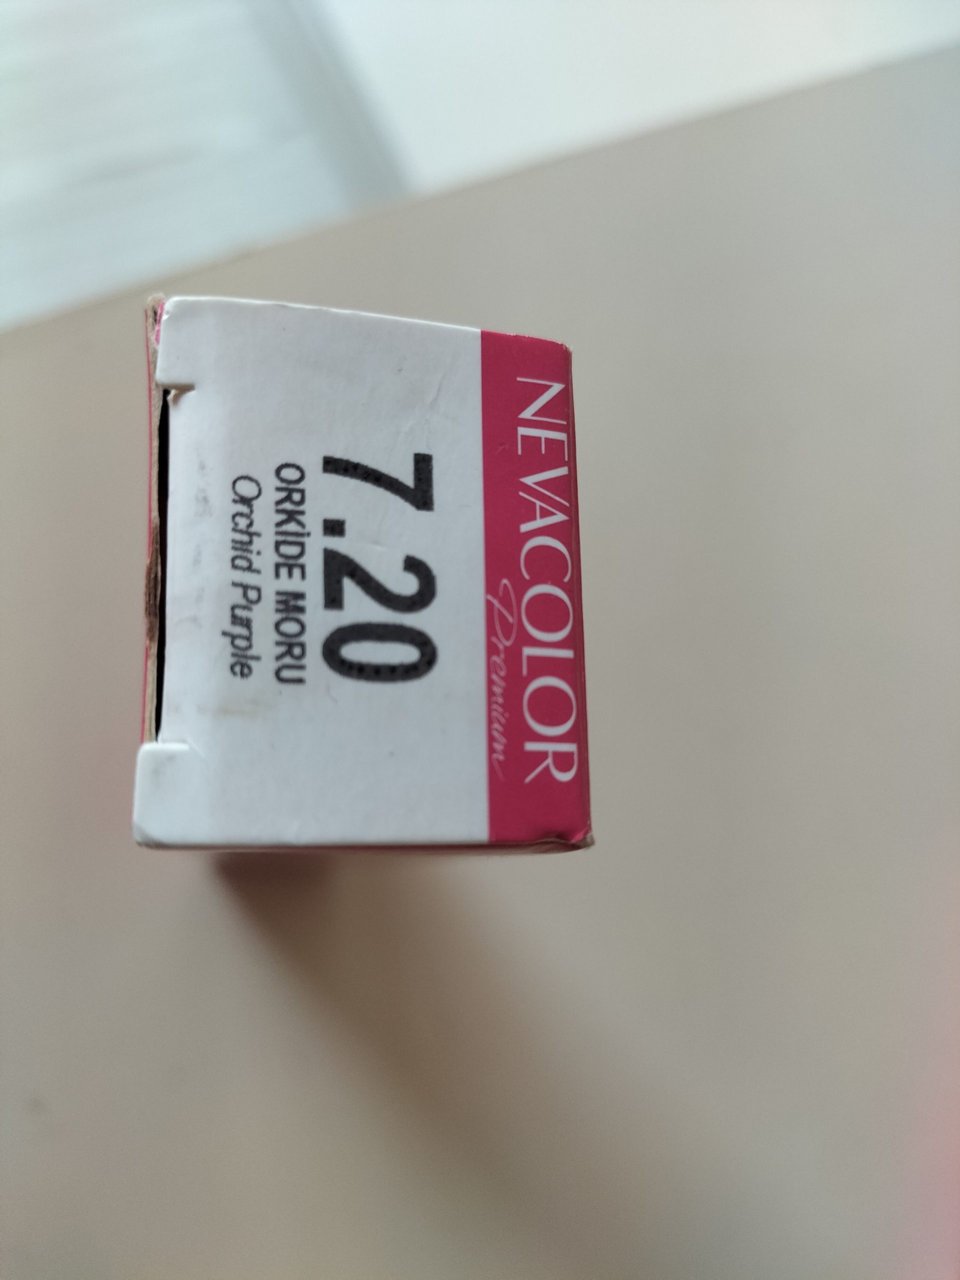 NEVACOLOR
Premium
7.20
ORKİDE MORU
Orchid Purple